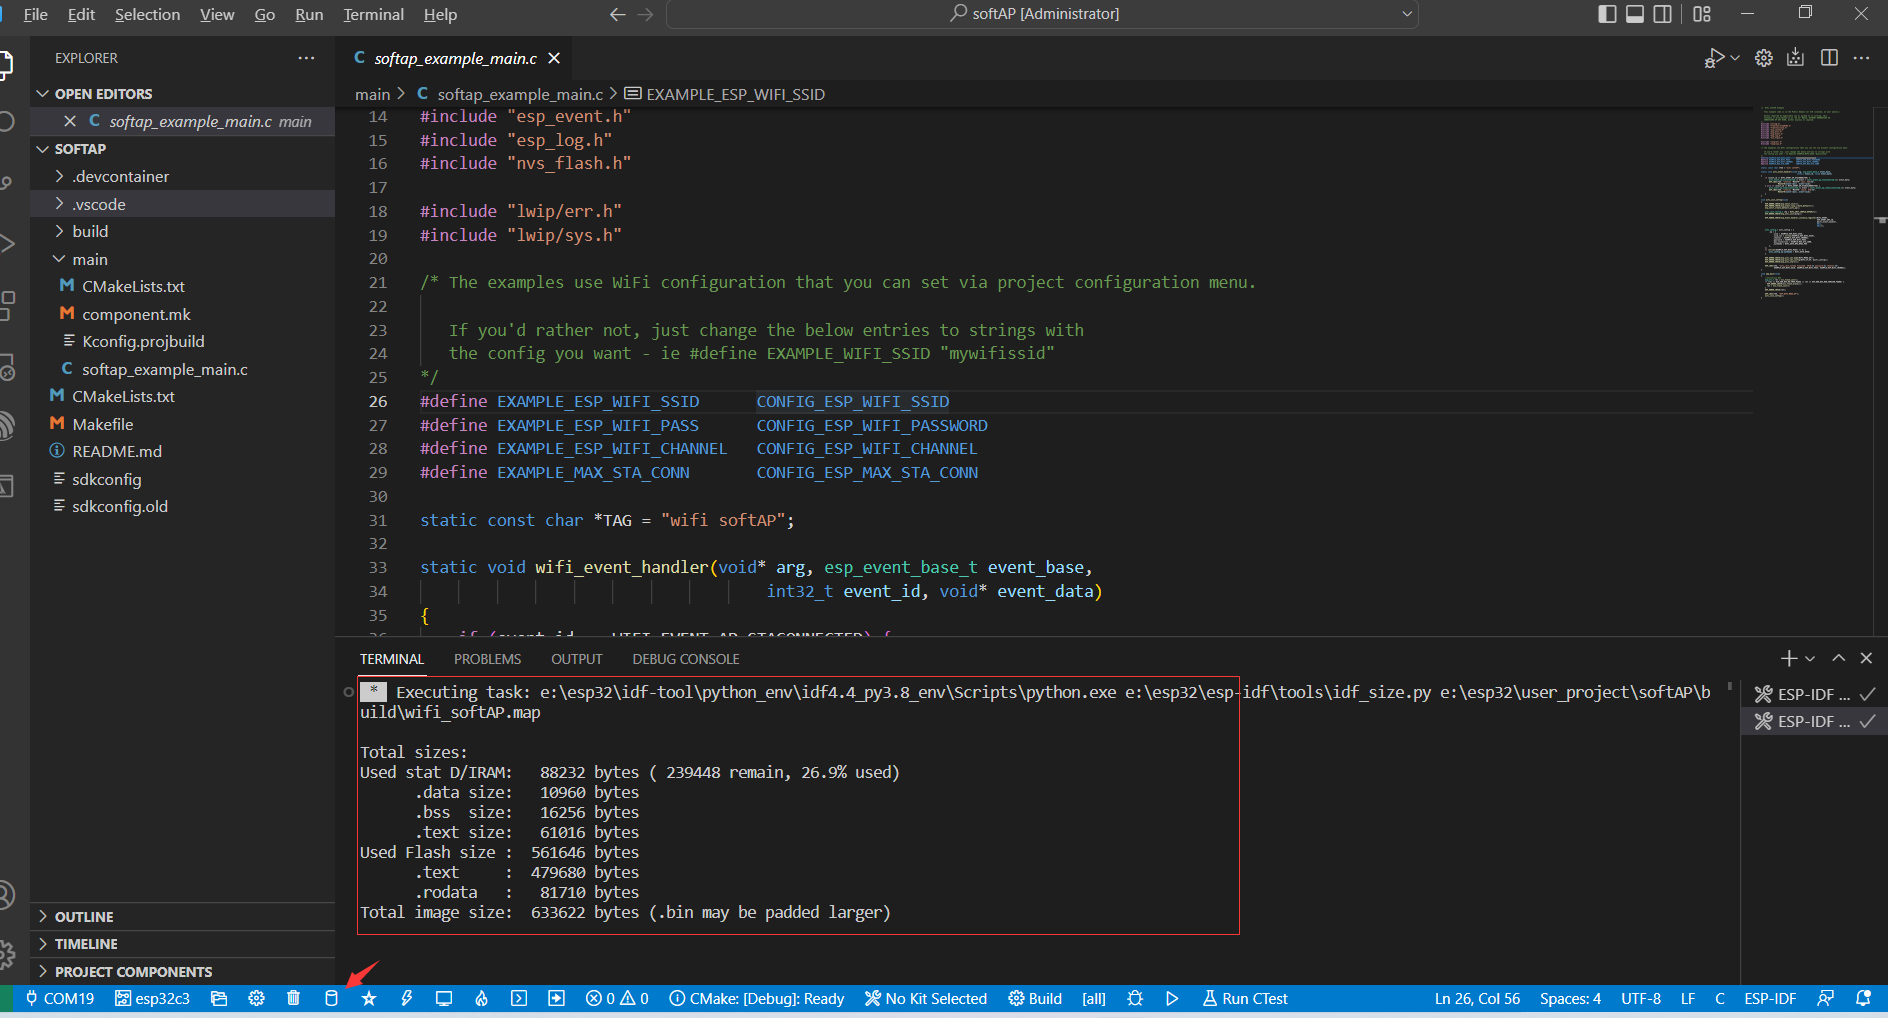 File Edit Selection View Go Run Terminal Help
softAP [Administrator]
EXPLORER
OPEN EDITORS
C softap_example_main.c main
SOFTAP
.devcontainer
.vscode
build
main
M CMakeLists.txt
M component.mk
Kconfig.projbuild
C softap_example_main.c
M CMakeLists.txt
M Makefile
README.md
sdkconfig
sdkconfig.old
OUTLINE
TIMELINE
PROJECT COMPONENTS
C softap_example_main.c
main > C softap_example_main.c > EXAMPLE_ESP_WIFI_SSID
14 #include "esp_event.h"
15 #include "esp_log.h"
16 #include "nvs_flash.h"
17
18 #include "lwip/err.h"
19 #include "lwip/sys.h"
20
21 /* The examples use WiFi configuration that you can set via project configuration menu.
22
23 If you'd rather not, just change the below entries to strings with
24 the config you want - ie #define EXAMPLE_WIFI_SSID "mywifissid"
25 */
26 #define EXAMPLE_ESP_WIFI_SSID CONFIG_ESP_WIFI_SSID
27 #define EXAMPLE_ESP_WIFI_PASS CONFIG_ESP_WIFI_PASSWORD
28 #define EXAMPLE_ESP_WIFI_CHANNEL CONFIG_ESP_WIFI_CHANNEL
29 #define EXAMPLE_MAX_STA_CONN CONFIG_ESP_MAX_STA_CONN
30
31 static const char *TAG = "wifi softAP";
32
33 static void wifi_event_handler(void* arg, esp_event_base_t event_base,
34 int32_t event_id, void* event_data)
35 {
TERMINAL PROBLEMS OUTPUT DEBUG CONSOLE
* Executing task: e:\esp32\idf-tool\python_env\idf4.4_py3.8_env\Scripts\python.exe e:\esp32\esp-idf\tools\idf_size.py e:\esp32\user_project\softAP\b
uild\wifi_softAP.map
Total sizes:
Used stat D/IRAM: 88232 bytes ( 239448 remain, 26.9% used)
.data size: 10960 bytes
.bss size: 16256 bytes
.text size: 61016 bytes
Used Flash size : 561646 bytes
.text : 479680 bytes
.rodata : 81710 bytes
Total image size: 633622 bytes (.bin may be padded larger)
ESP-IDF ...
ESP-IDF ...
COM19 esp32c3 0 0 CMake: [Debug]: Ready No Kit Selected Build [all] Run CTest Ln 26, Col 56 Spaces: 4 UTF-8 LF C ESP-IDF